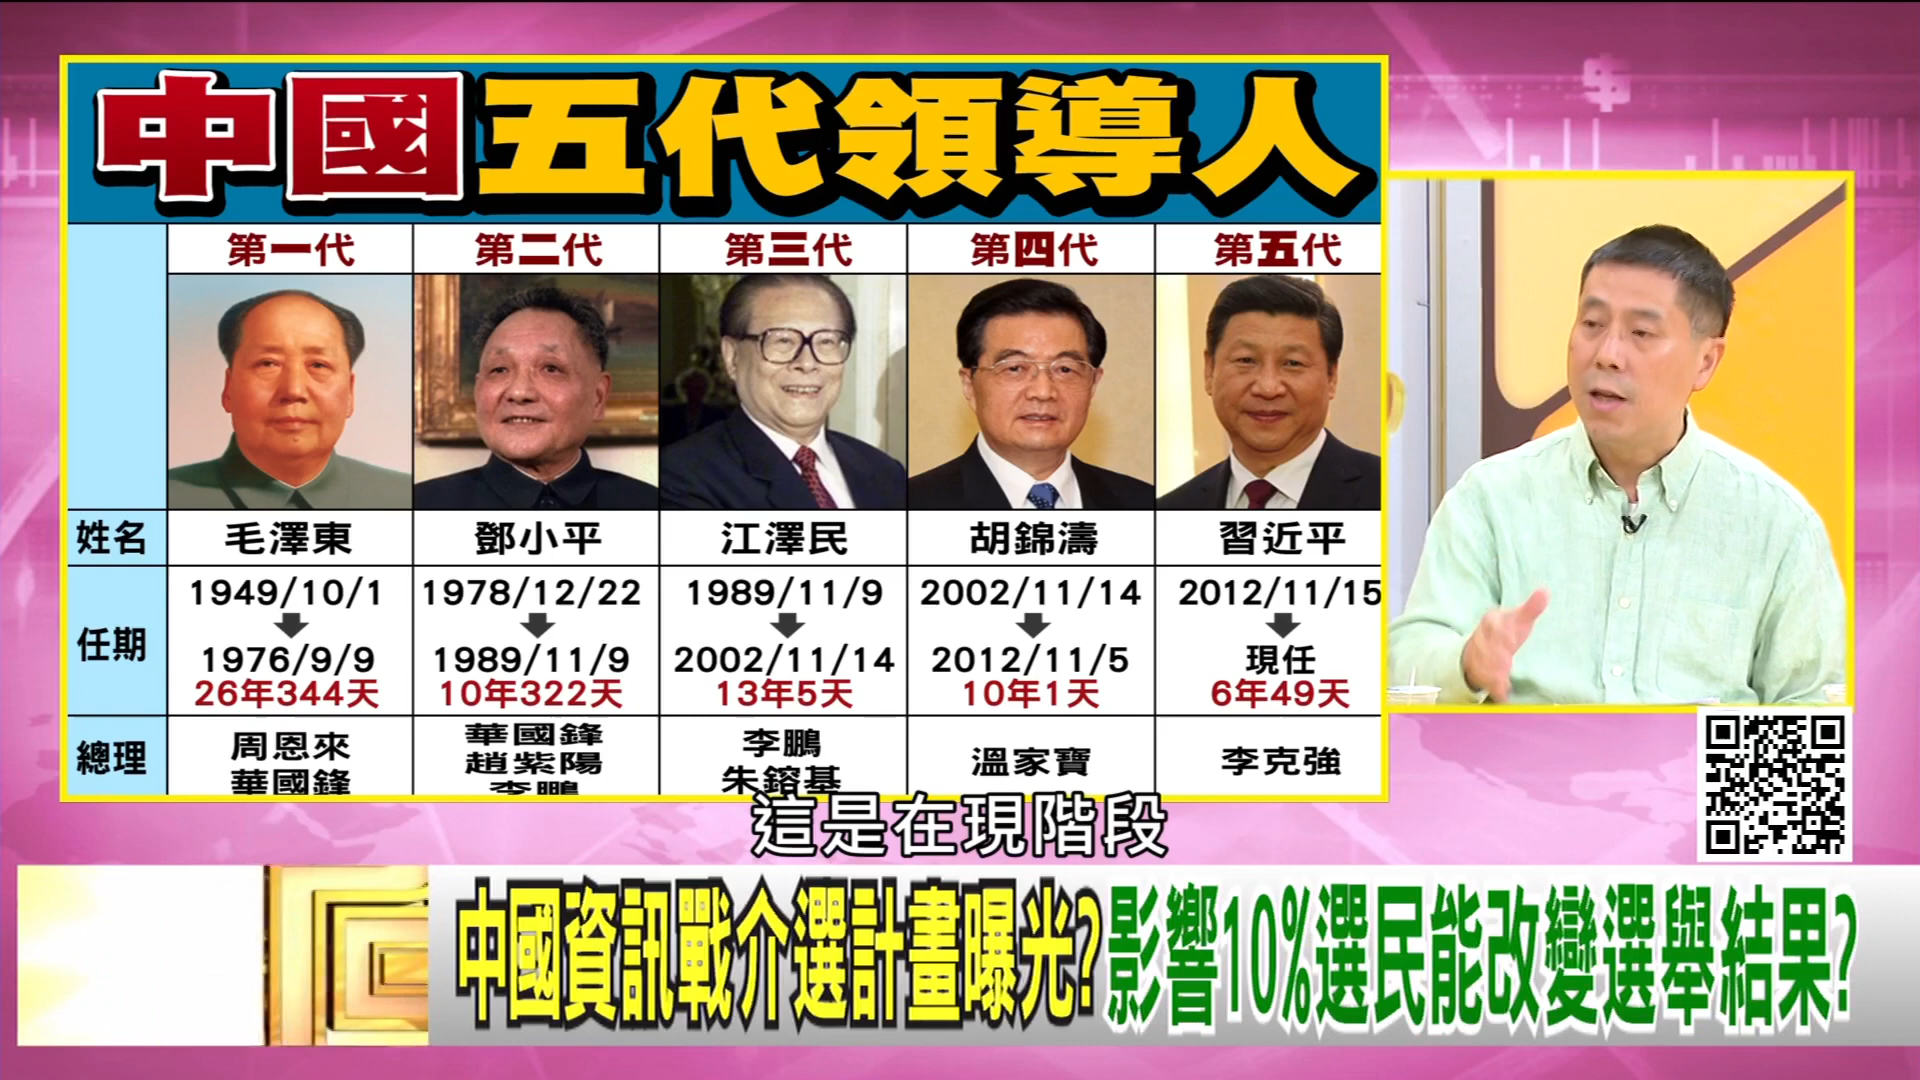 中國五代領導人
第一代 第二代 第三代 第四代 第五代
姓名 毛澤東 鄧小平 江澤民 胡錦濤 習近平
任期
1949/10/1 1978/12/22 1989/11/9 2002/11/14 2012/11/15
1976/9/9 1989/11/9 2002/11/14 2012/11/5 現任
26年344天 10年322天 13年5天 10年1天 6年49天
總理
周恩來 華國鋒
華國鋒 趙紫陽 李鵬
李鵬 朱鎔基
溫家寶
李克強
這是在現階段
中國資訊戰介選計畫曝光?影響10%選民能改變選舉結果?